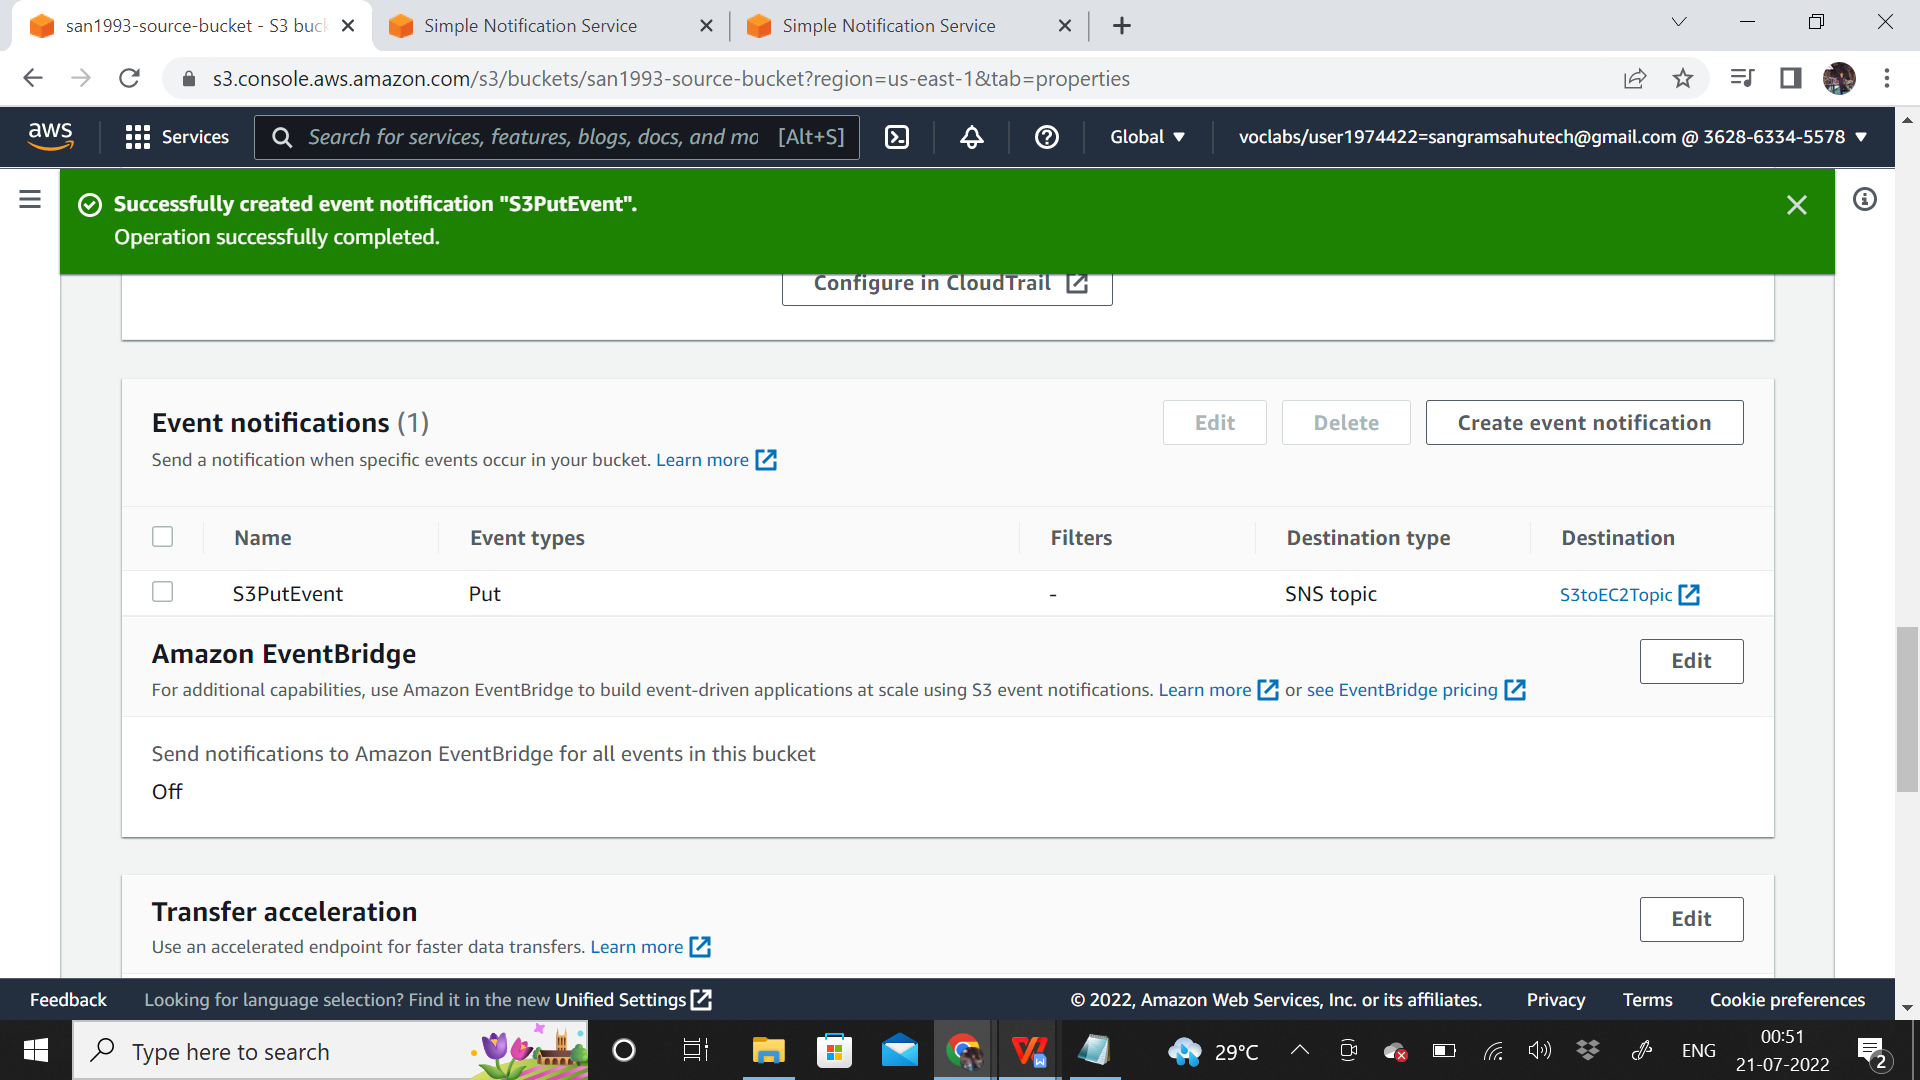 san1993-source-bucket - S3 buc
Simple Notification Service
Simple Notification Service
s3.console.aws.amazon.com/s3/buckets/san1993-source-bucket?region=us-east-1&tab=properties
aws
Services
Search for services, features, blogs, docs, and mo
[Alt+S]
Global
voclabs/user1974422=sangramsahutech@gmail.com @ 3628-6334-5578
Successfully created event notification "S3PutEvent".
Operation successfully completed.
Configure in CloudTrail
Event notifications (1)
Edit
Delete
Create event notification
Send a notification when specific events occur in your bucket. Learn more
Name
Event types
Filters
Destination type
Destination
S3PutEvent
Put
-
SNS topic
S3toEC2Topic
Amazon EventBridge
Edit
For additional capabilities, use Amazon EventBridge to build event-driven applications at scale using S3 event notifications. Learn more or see EventBridge pricing
Send notifications to Amazon EventBridge for all events in this bucket
Off
Transfer acceleration
Edit
Use an accelerated endpoint for faster data transfers. Learn more
Feedback
Looking for language selection? Find it in the new Unified Settings
© 2022, Amazon Web Services, Inc. or its affiliates.
Privacy
Terms
Cookie preferences
Type here to search
29°C
ENG
00:51
21-07-2022
2